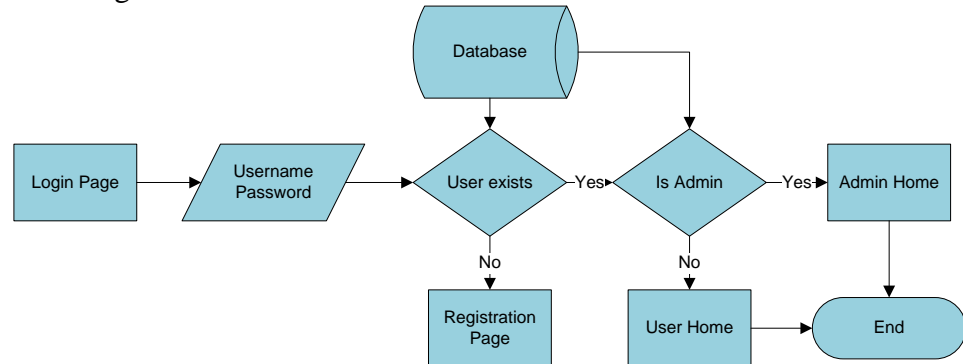 Database
Login Page
Username
Password
User exists
Yes
Is Admin
Yes
Admin Home
No
No
Registration
Page
User Home
End